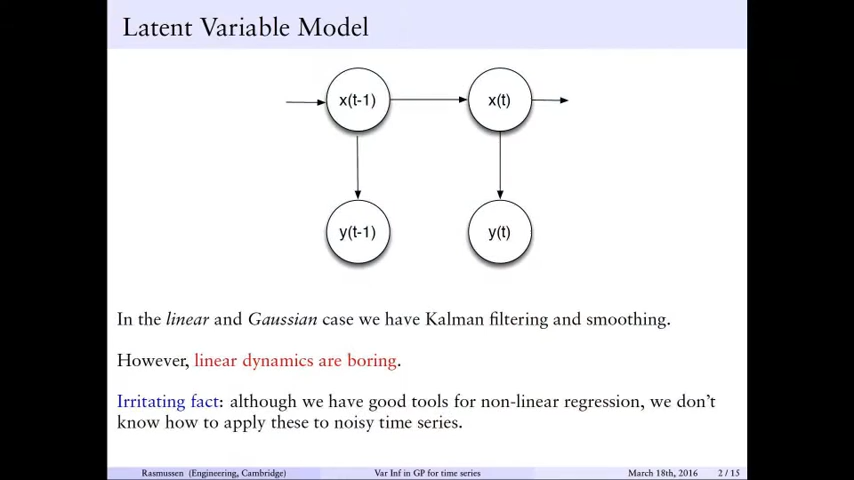 Latent Variable Model
x(t-1)
x(t)
y(t-1)
y(t)
In the linear and Gaussian case we have Kalman filtering and smoothing.
However, linear dynamics are boring.
Irritating fact: although we have good tools for non-linear regression, we don't
know how to apply these to noisy time series.
Rasmussen (Engineering, Cambridge)
Var Inf in GP for time series
March 18th, 2016
2 / 15